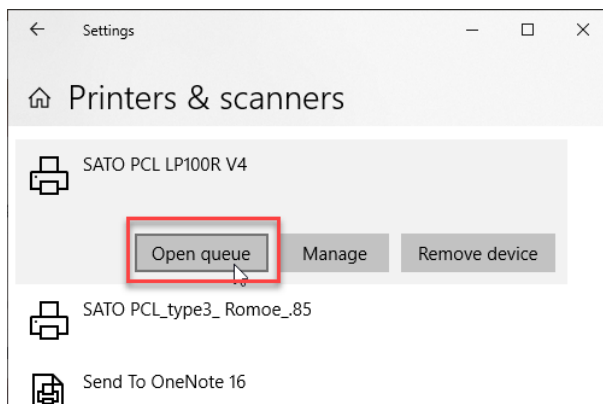 Settings
Printers & scanners
SATO PCL LP100R V4
Open queue Manage Remove device
SATO PCL_type3_ Romoe_.85
Send To OneNote 16